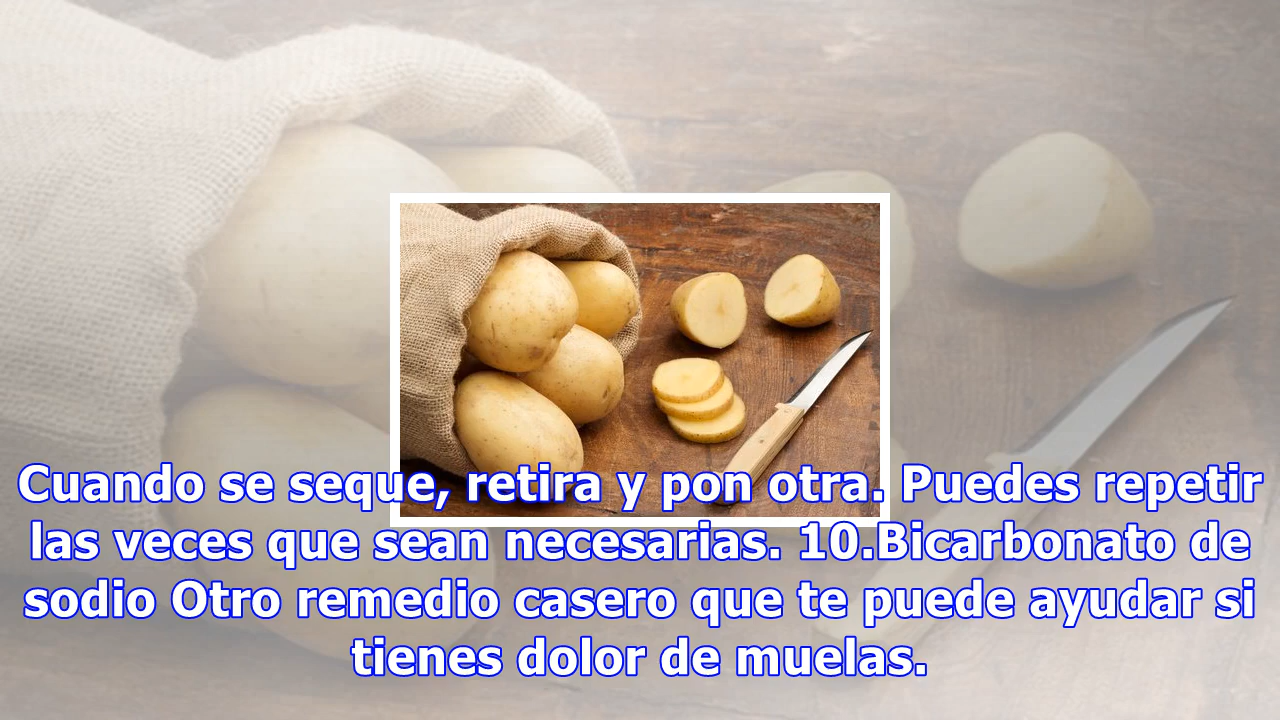 Cuando se seque, retira y pon otra. Puedes repetir
las veces que sean necesarias. 10.Bicarbonato de
sodio Otro remedio casero que te puede ayudar si
tienes dolor de muelas.